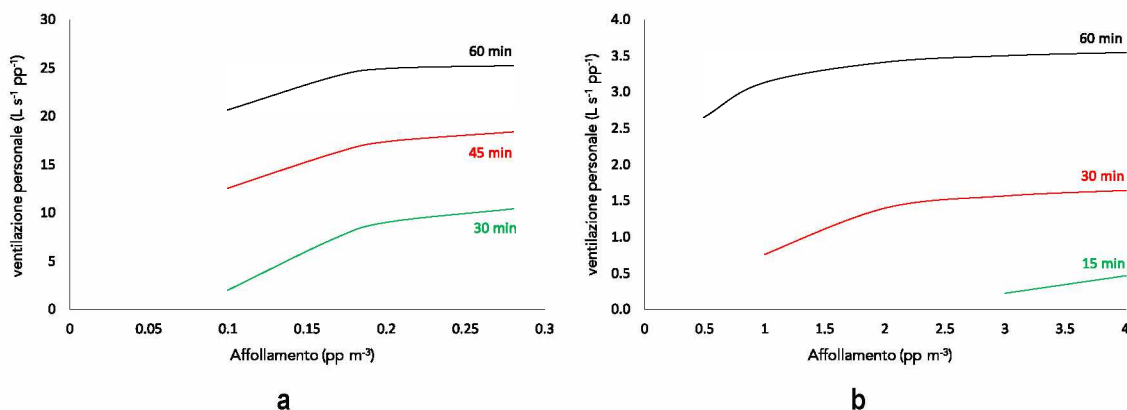 30
25
20
15
10
5
0
ventilazione personale (L s⁻¹ pp⁻¹)
60 min
45 min
30 min
0 0.05 0.1 0.15 0.2 0.25 0.3
Affollamento (pp m⁻³)
a
4.0
3.5
3.0
2.5
2.0
1.5
1.0
0.5
0.0
ventilazione personale (L s⁻¹ pp⁻¹)
60 min
30 min
15 min
0 0.5 1 1.5 2 2.5 3 3.5 4
Affollamento (pp m⁻³)
b